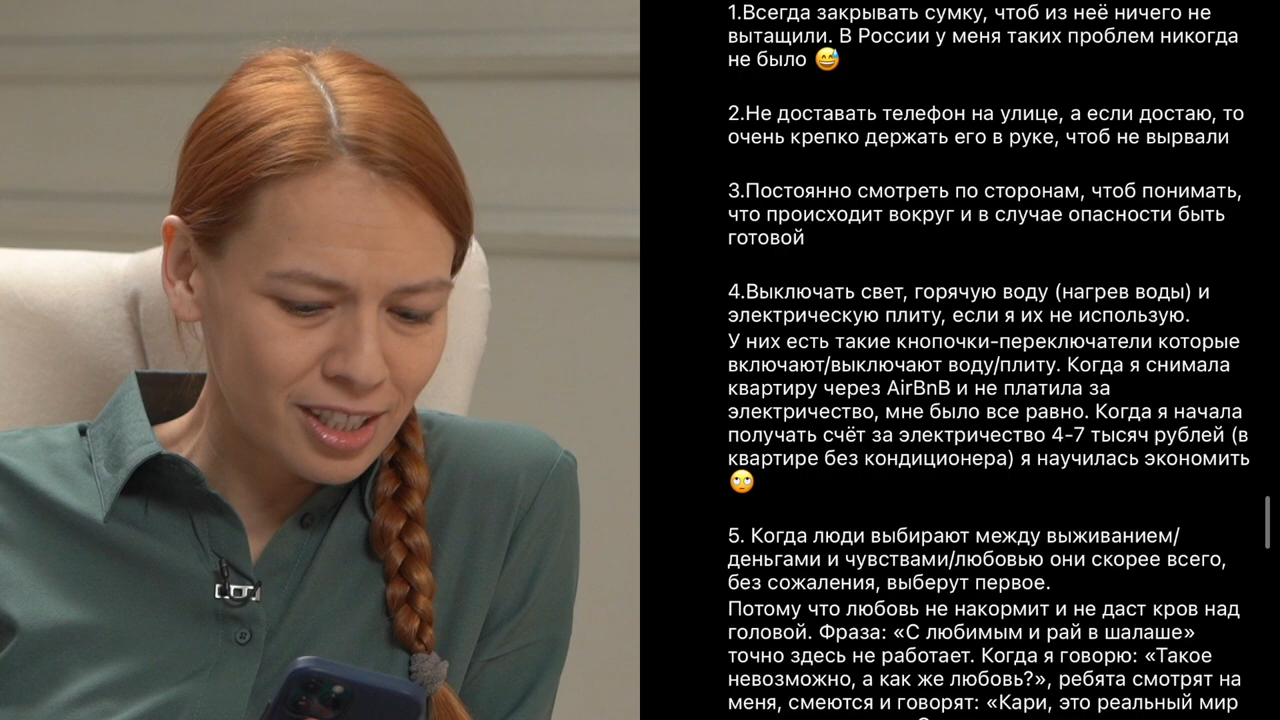 1.Всегда закрывать сумку, чтоб из неё ничего не
вытащили. В России у меня таких проблем никогда
не было 😅
2.Не доставать телефон на улице, а если достаю, то
очень крепко держать его в руке, чтоб не вырвали
3.Постоянно смотреть по сторонам, чтоб понимать,
что происходит вокруг и в случае опасности быть
готовой
4.Выключать свет, горячую воду (нагрев воды) и
электрическую плиту, если я их не использую.
У них есть такие кнопочки-переключатели которые
включают/выключают воду/плиту. Когда я снимала
квартиру через AirBnB и не платила за
электричество, мне было все равно. Когда я начала
получать счёт за электричество 4-7 тысяч рублей (в
квартире без кондиционера) я научилась экономить
🙄
5. Когда люди выбирают между выживанием/
деньгами и чувствами/любовью они скорее всего,
без сожаления, выберут первое.
Потому что любовь не накормит и не даст кров над
головой. Фраза: «С любимым и рай в шалаше»
точно здесь не работает. Когда я говорю: «Такое
невозможно, а как же любовь?», ребята смотрят на
меня, смеются и говорят: «Кари, это реальный мир